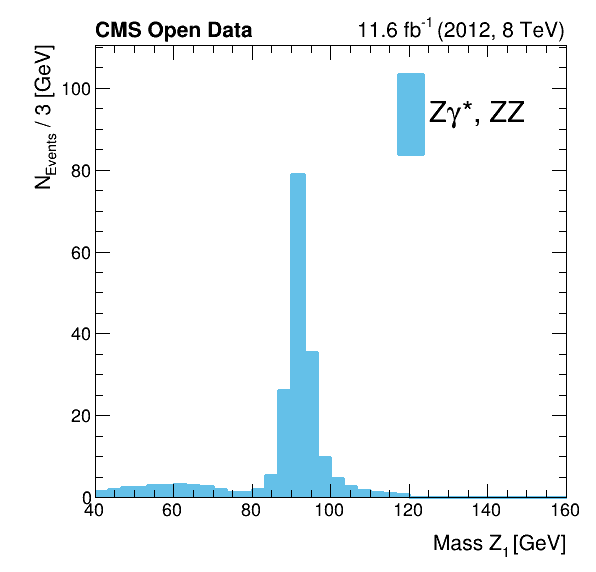 CMS Open Data 11.6 fb⁻¹ (2012, 8 TeV)
N_Events / 3 [GeV]
Zγ*, ZZ
100
80
60
40
20
0
40 60 80 100 120 140 160
Mass Z₁ [GeV]